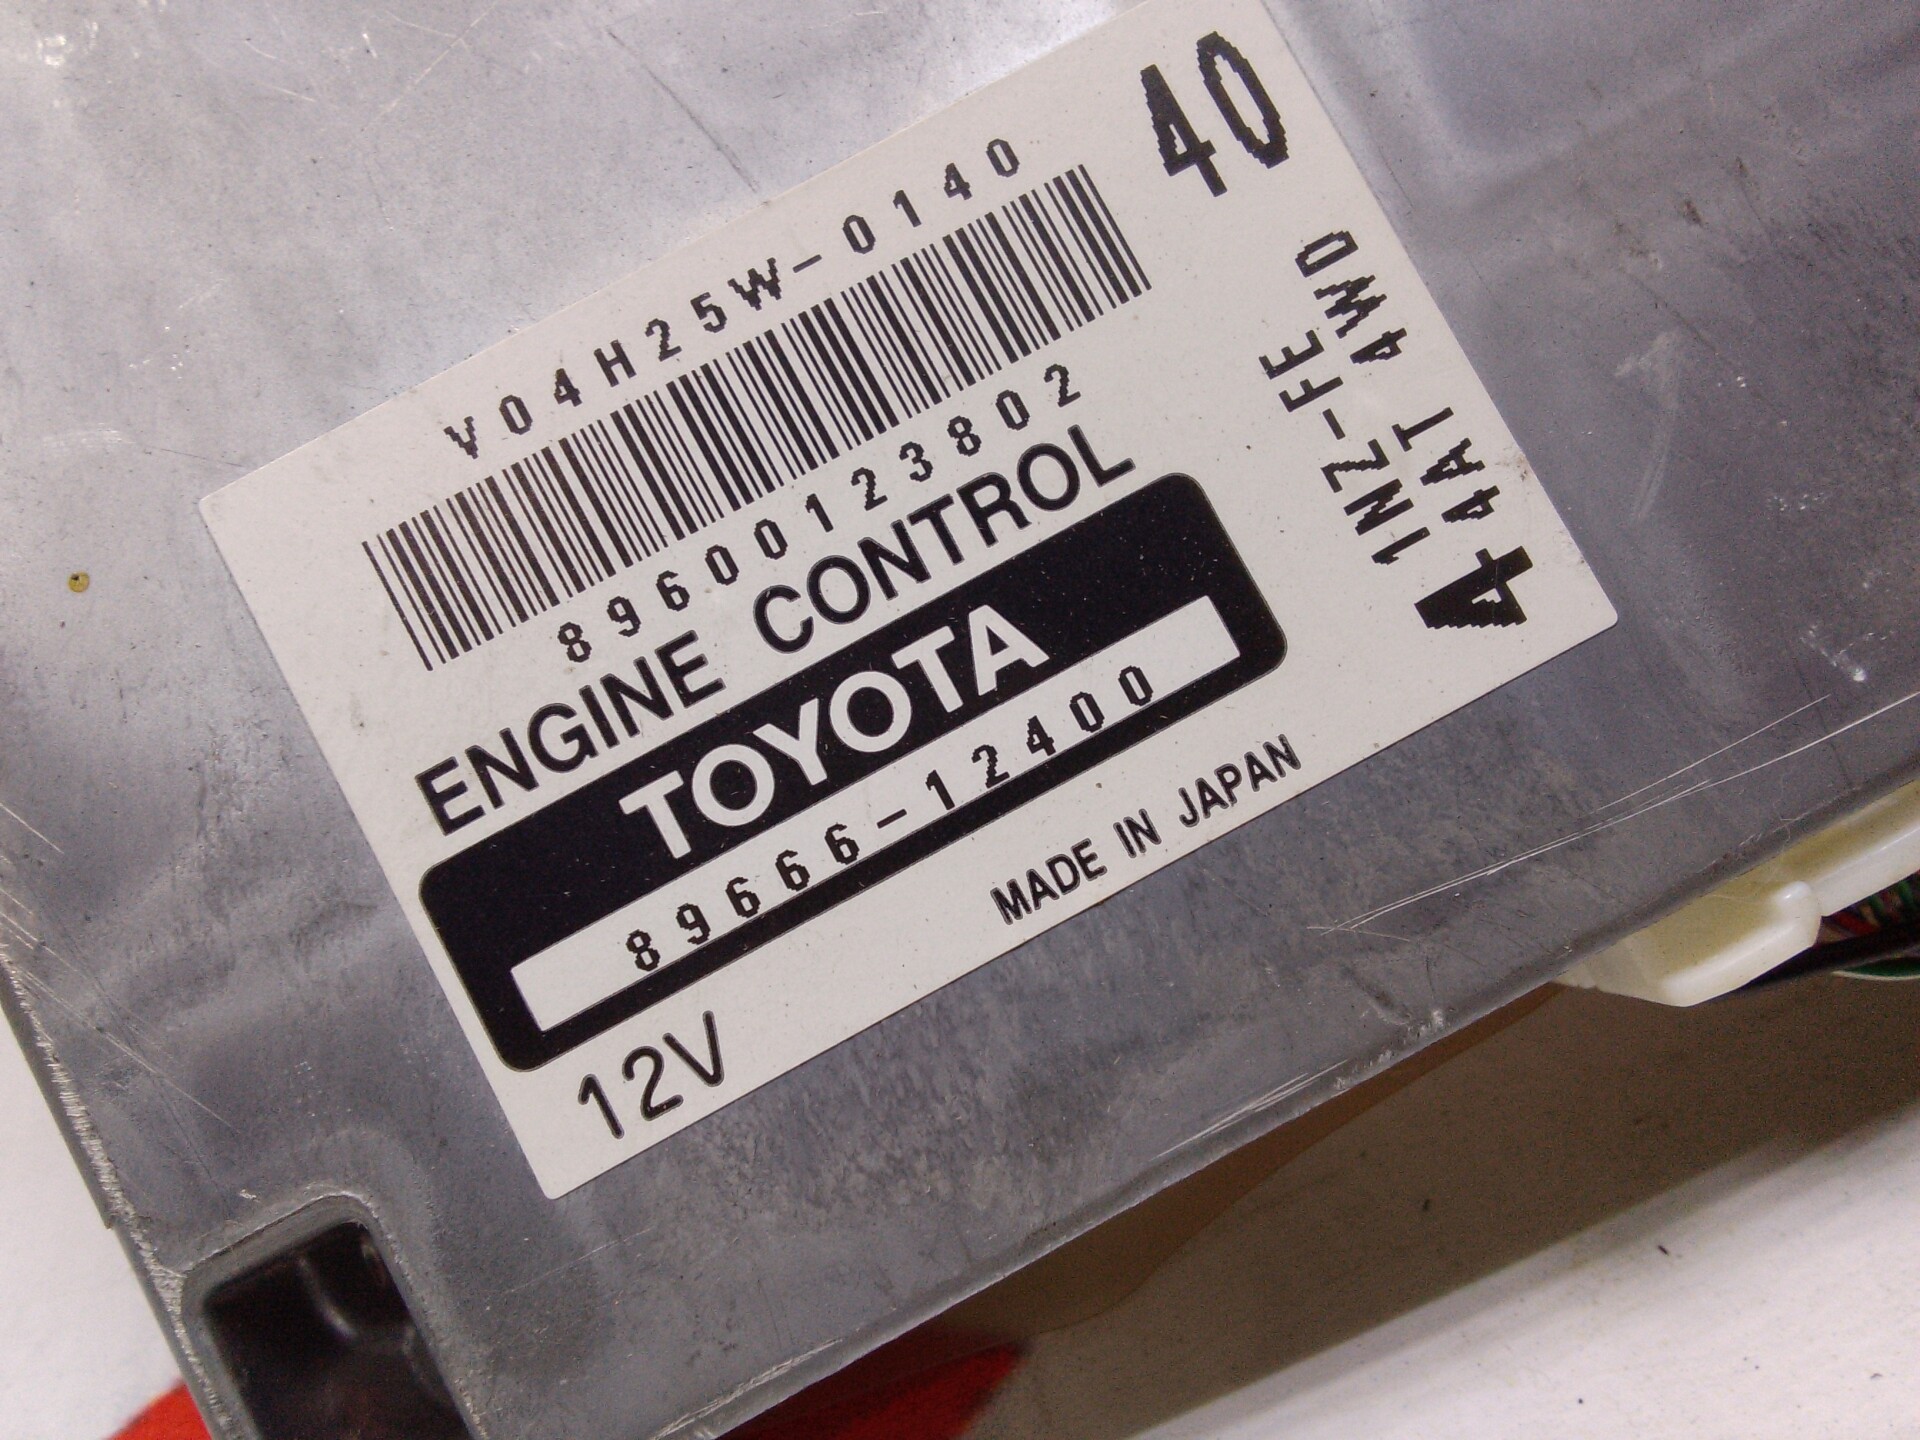 V04H25W-0140
40
89600123802
ENGINE CONTROL
TOYOTA
89666-12400
12V
MADE IN JAPAN
1NZ-FE
4AT 4WD
4